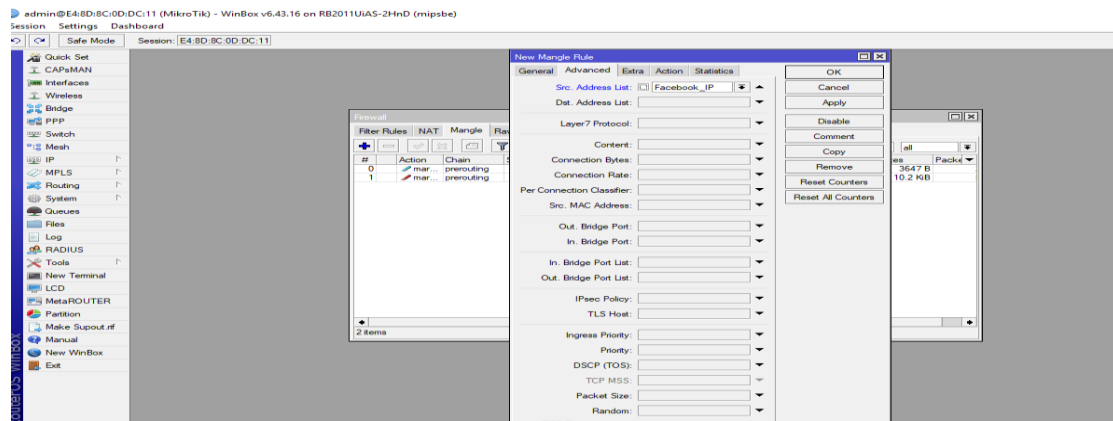 admin@E4:8D:8C:0D:DC:11 (MikroTik) - WinBox v6.43.16 on RB2011UiAS-2HnD (mipsbe)
Session Settings Dashboard
Safe Mode Session: E4:8D:8C:0D:DC:11
Quick Set
CAPsMAN
Interfaces
Wireless
Bridge
PPP
Switch
Mesh
IP
MPLS
Routing
System
Queues
Files
Log
RADIUS
Tools
New Terminal
LCD
MetaROUTER
Partition
Make Supout.rif
Manual
New WinBox
Exit
RouterOS WinBox
Firewall
Filter Rules NAT Mangle
all
# Action Chain
0 mar... prerouting 3647 B
1 mar... prerouting 10.2 KiB
2 items
New Mangle Rule
General Advanced Extra Action Statistics
Src. Address List: Facebook_IP
Dst. Address List:
Layer7 Protocol:
Content:
Connection Bytes:
Connection Rate:
Per Connection Classifier:
Src. MAC Address:
Out. Bridge Port:
In. Bridge Port:
In. Bridge Port List:
Out. Bridge Port List:
IPsec Policy:
TLS Host:
Ingress Priority:
Priority:
DSCP (TOS):
TCP MSS:
Packet Size:
Random:
OK
Cancel
Apply
Disable
Comment
Copy
Remove
Reset Counters
Reset All Counters